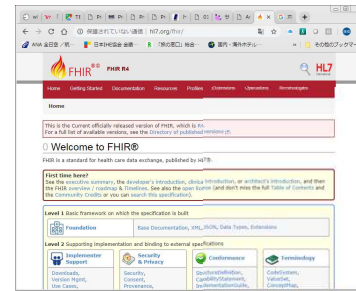 ANA 全日空 / 航…
日本IHE協会 会議…
「旅の窓口」総合…
国内・海外ホテル…
その他のブックマー
保護されていない通信 | hl7.org/fhir/
FHIR®® FHIR R4
HL7
Home Getting Started Documentation Resources Profiles Extensions Operations Terminologies
Home
This is the Current officially released version of FHIR, which is R4.
For a full list of available versions, see the Directory of published versions
Welcome to FHIR®
FHIR is a standard for health care data exchange, published by HL7®.
First time here?
See the executive summary, the developer's introduction, clinical introduction, or architect's introduction, and then
the FHIR overview / roadmap & Timelines. See also the open license (and don't miss the full Table of Contents and
the Community Credits or you can search this specification).
Level 1 Basic framework on which the specification is built
Foundation
Base Documentation, XML, JSON, Data Types, Extensions
Level 2 Supporting implementation and binding to external specifications
Implementer Support
Security & Privacy
Conformance
Terminology
Downloads,
Version Mgmt,
Use Cases,
Security,
Consent,
Provenance,
StructureDefinition,
CapabilityStatement,
ImplementationGuide,
CodeSystem,
ValueSet,
ConceptMap,